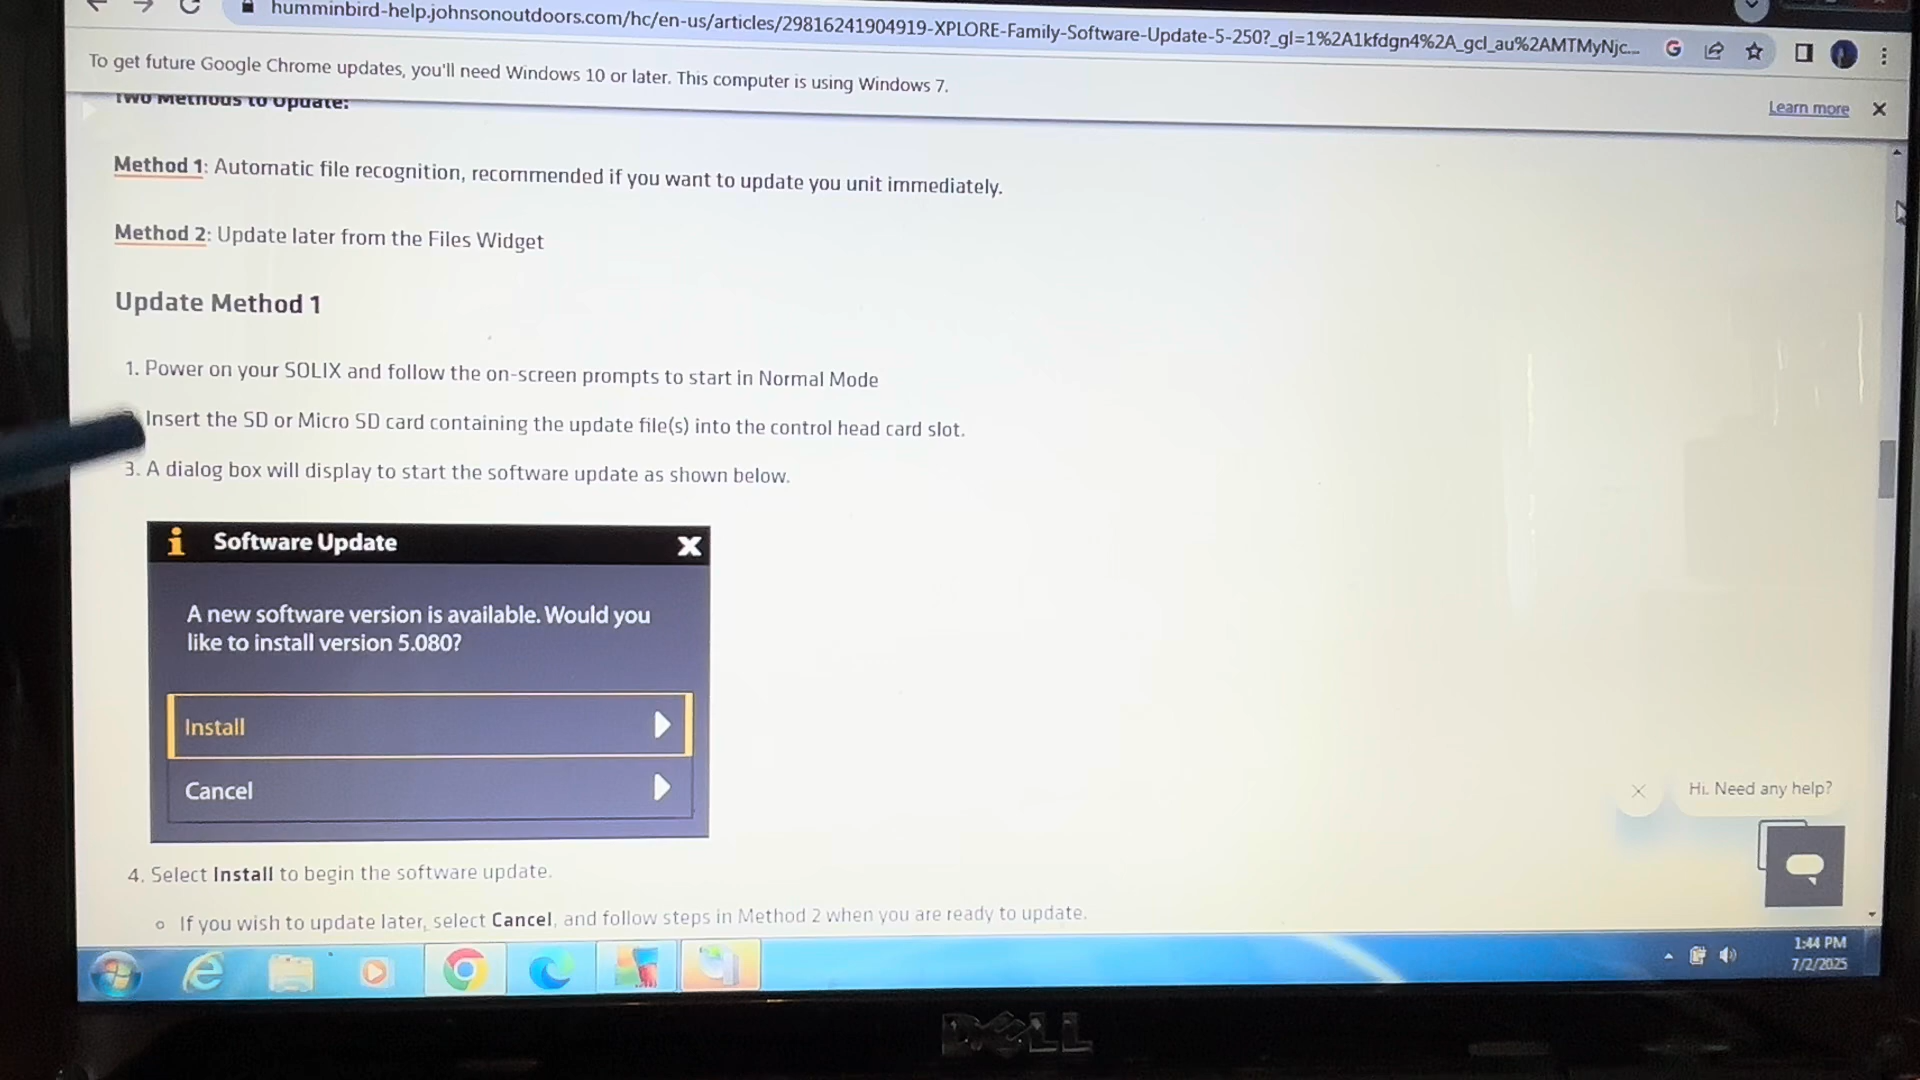 humminbird-help.johnsonoutdoors.com/hc/en-us/articles/29816241904919-XPLORE-Family-Software-Update-5-250?_gl=1%2A1kfdgn4%2A_gcl_au%2AMTMyNjc...
To get future Google Chrome updates, you'll need Windows 10 or later. This computer is using Windows 7.
Learn more
Two Methods to Update:
Method 1: Automatic file recognition, recommended if you want to update you unit immediately.
Method 2: Update later from the Files Widget
Update Method 1
1. Power on your SOLIX and follow the on-screen prompts to start in Normal Mode
Insert the SD or Micro SD card containing the update file(s) into the control head card slot.
3. A dialog box will display to start the software update as shown below.
i Software Update X
A new software version is available. Would you
like to install version 5.080?
Install
Cancel
Hi. Need any help?
4. Select Install to begin the software update.
o If you wish to update later, select Cancel, and follow steps in Method 2 when you are ready to update.
1:44 PM
7/2/2025
DELL